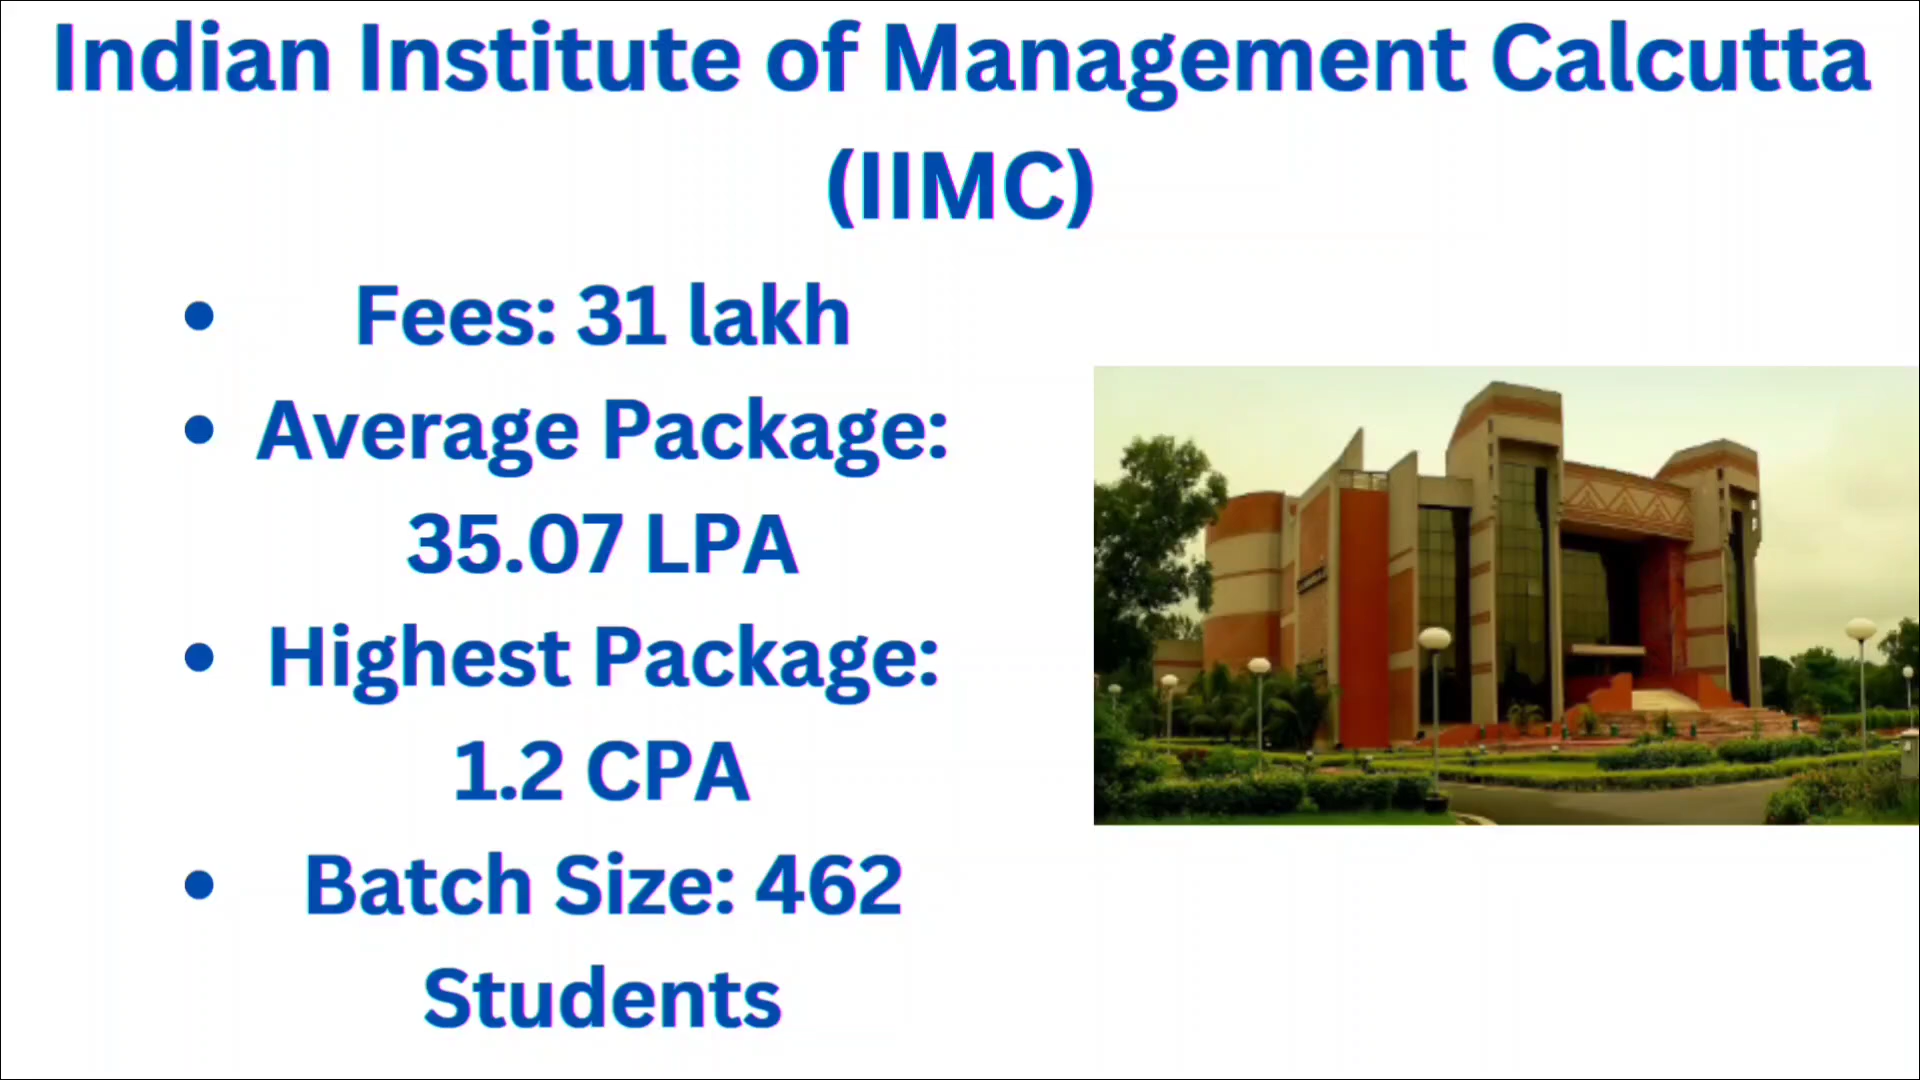 Indian Institute of Management Calcutta
(IIMC)
• Fees: 31 lakh
• Average Package:
35.07 LPA
• Highest Package:
1.2 CPA
• Batch Size: 462
Students